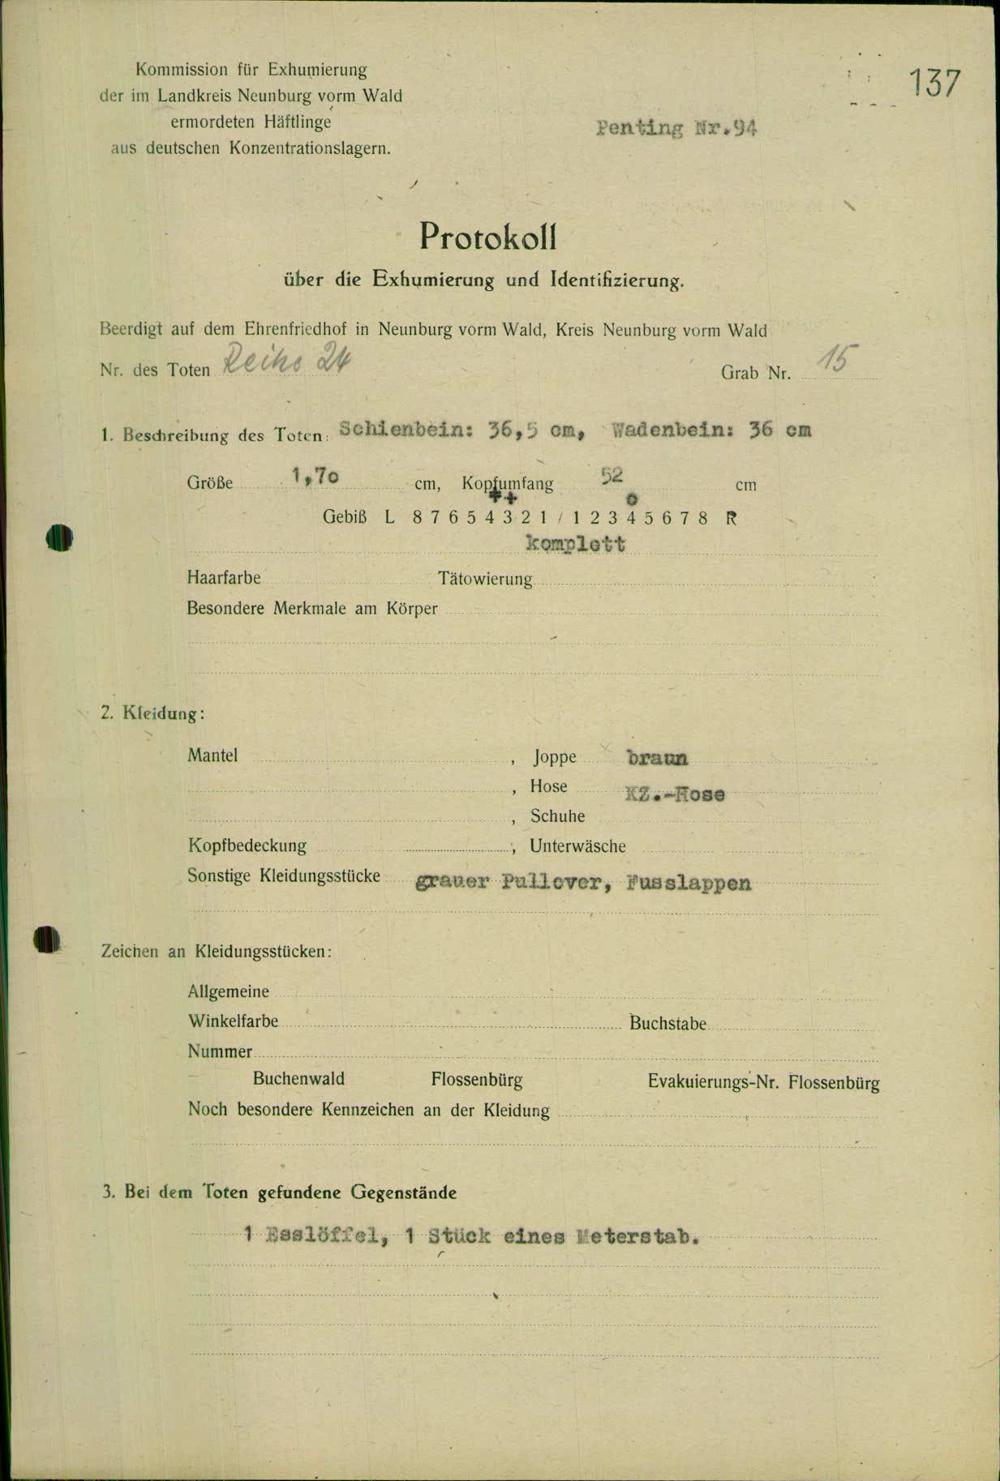 Kommission für Exhumierung
der im Landkreis Neunburg vorm Wald
ermordeten Häftlinge
aus deutschen Konzentrationslagern.
137
Penting Nr.94
Protokoll
über die Exhumierung und Identifizierung.
Beerdigt auf dem Ehrenfriedhof in Neunburg vorm Wald, Kreis Neunburg vorm Wald
Nr. des Toten Reihe 24 Grab Nr. 15
1. Beschreibung des Toten: Schienbein: 36,5 cm, Wadenbein: 36 cm
Größe 1,70 cm, Kopfumfang 52 cm
++ o
Gebiß L 8 7 6 5 4 3 2 1 / 1 2 3 4 5 6 7 8 R
komplett
Haarfarbe Tätowierung
Besondere Merkmale am Körper
2. Kleidung:
Mantel , Joppe braun
, Hose KZ.-Hose
, Schuhe
Kopfbedeckung , Unterwäsche
Sonstige Kleidungsstücke grauer Pullover, Fusslappen
Zeichen an Kleidungsstücken:
Allgemeine
Winkelfarbe Buchstabe
Nummer
Buchenwald Flossenbürg Evakuierungs-Nr. Flossenbürg
Noch besondere Kennzeichen an der Kleidung
3. Bei dem Toten gefundene Gegenstände
1 Esslöffel, 1 Stück eines Meterstab.